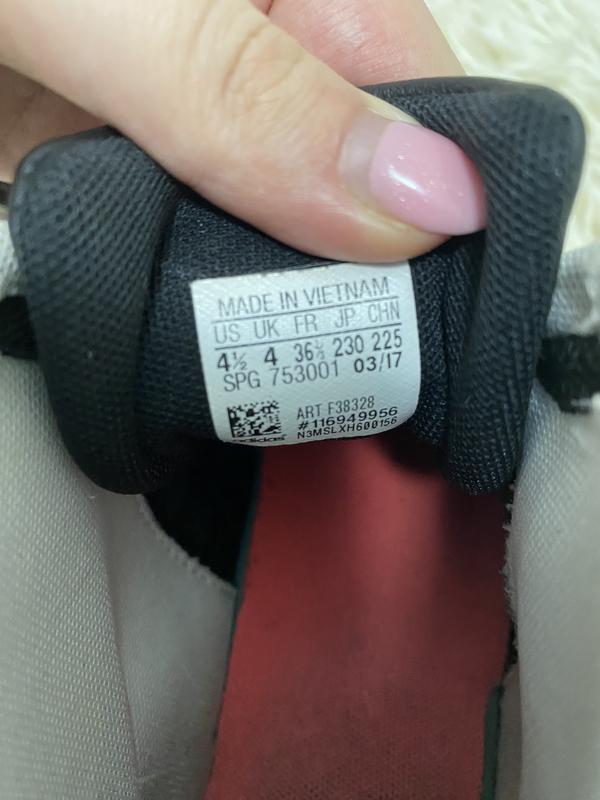 MADE IN VIETNAM
US UK FR JP CHN
4½ 4 36⅔ 230 225
SPG 753001 03/17
ART F38328
#116949956
adidas N3MSLXH600156